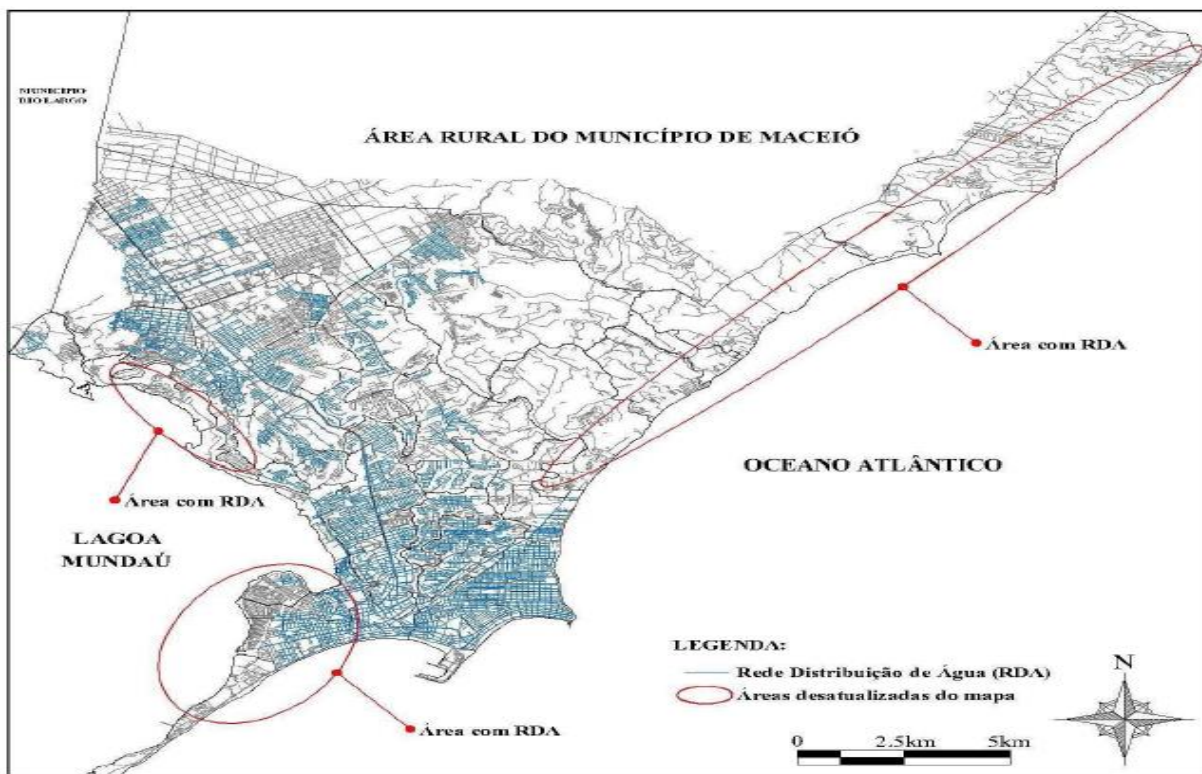 MUNICÍPIO
RIO LARGO
ÁREA RURAL DO MUNICÍPIO DE MACEIÓ
Área com RDA
OCEANO ATLÂNTICO
Área com RDA
LAGOA
MUNDAÚ
LEGENDA:
Rede Distribuição de Água (RDA)
Áreas desatualizadas do mapa
N
Área com RDA
0 2.5km 5km